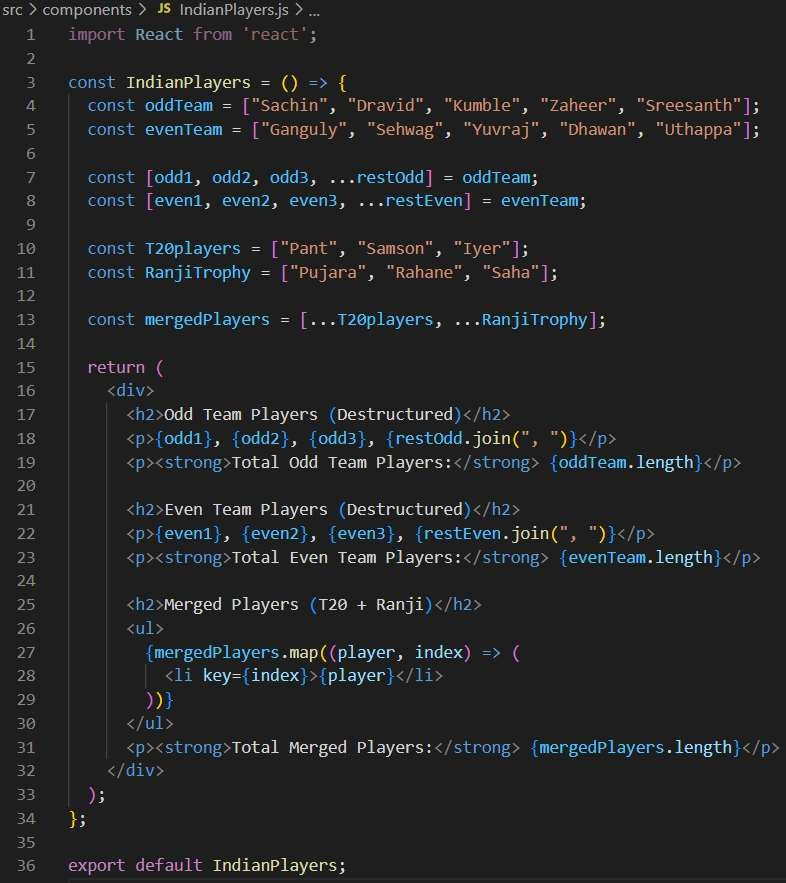 src > components > JS IndianPlayers.js > ...
1 import React from 'react';
2
3 const IndianPlayers = () => {
4   const oddTeam = ["Sachin", "Dravid", "Kumble", "Zaheer", "Sreesanth"];
5   const evenTeam = ["Ganguly", "Sehwag", "Yuvraj", "Dhawan", "Uthappa"];
6
7   const [odd1, odd2, odd3, ...restOdd] = oddTeam;
8   const [even1, even2, even3, ...restEven] = evenTeam;
9
10   const T20players = ["Pant", "Samson", "Iyer"];
11   const RanjiTrophy = ["Pujara", "Rahane", "Saha"];
12
13   const mergedPlayers = [...T20players, ...RanjiTrophy];
14
15   return (
16     <div>
17       <h2>Odd Team Players (Destructured)</h2>
18       <p>{odd1}, {odd2}, {odd3}, {restOdd.join(", ")}</p>
19       <p><strong>Total Odd Team Players:</strong> {oddTeam.length}</p>
20
21       <h2>Even Team Players (Destructured)</h2>
22       <p>{even1}, {even2}, {even3}, {restEven.join(", ")}</p>
23       <p><strong>Total Even Team Players:</strong> {evenTeam.length}</p>
24
25       <h2>Merged Players (T20 + Ranji)</h2>
26       <ul>
27         {mergedPlayers.map((player, index) => (
28           <li key={index}>{player}</li>
29         ))}
30       </ul>
31       <p><strong>Total Merged Players:</strong> {mergedPlayers.length}</p>
32     </div>
33   );
34 };
35
36 export default IndianPlayers;